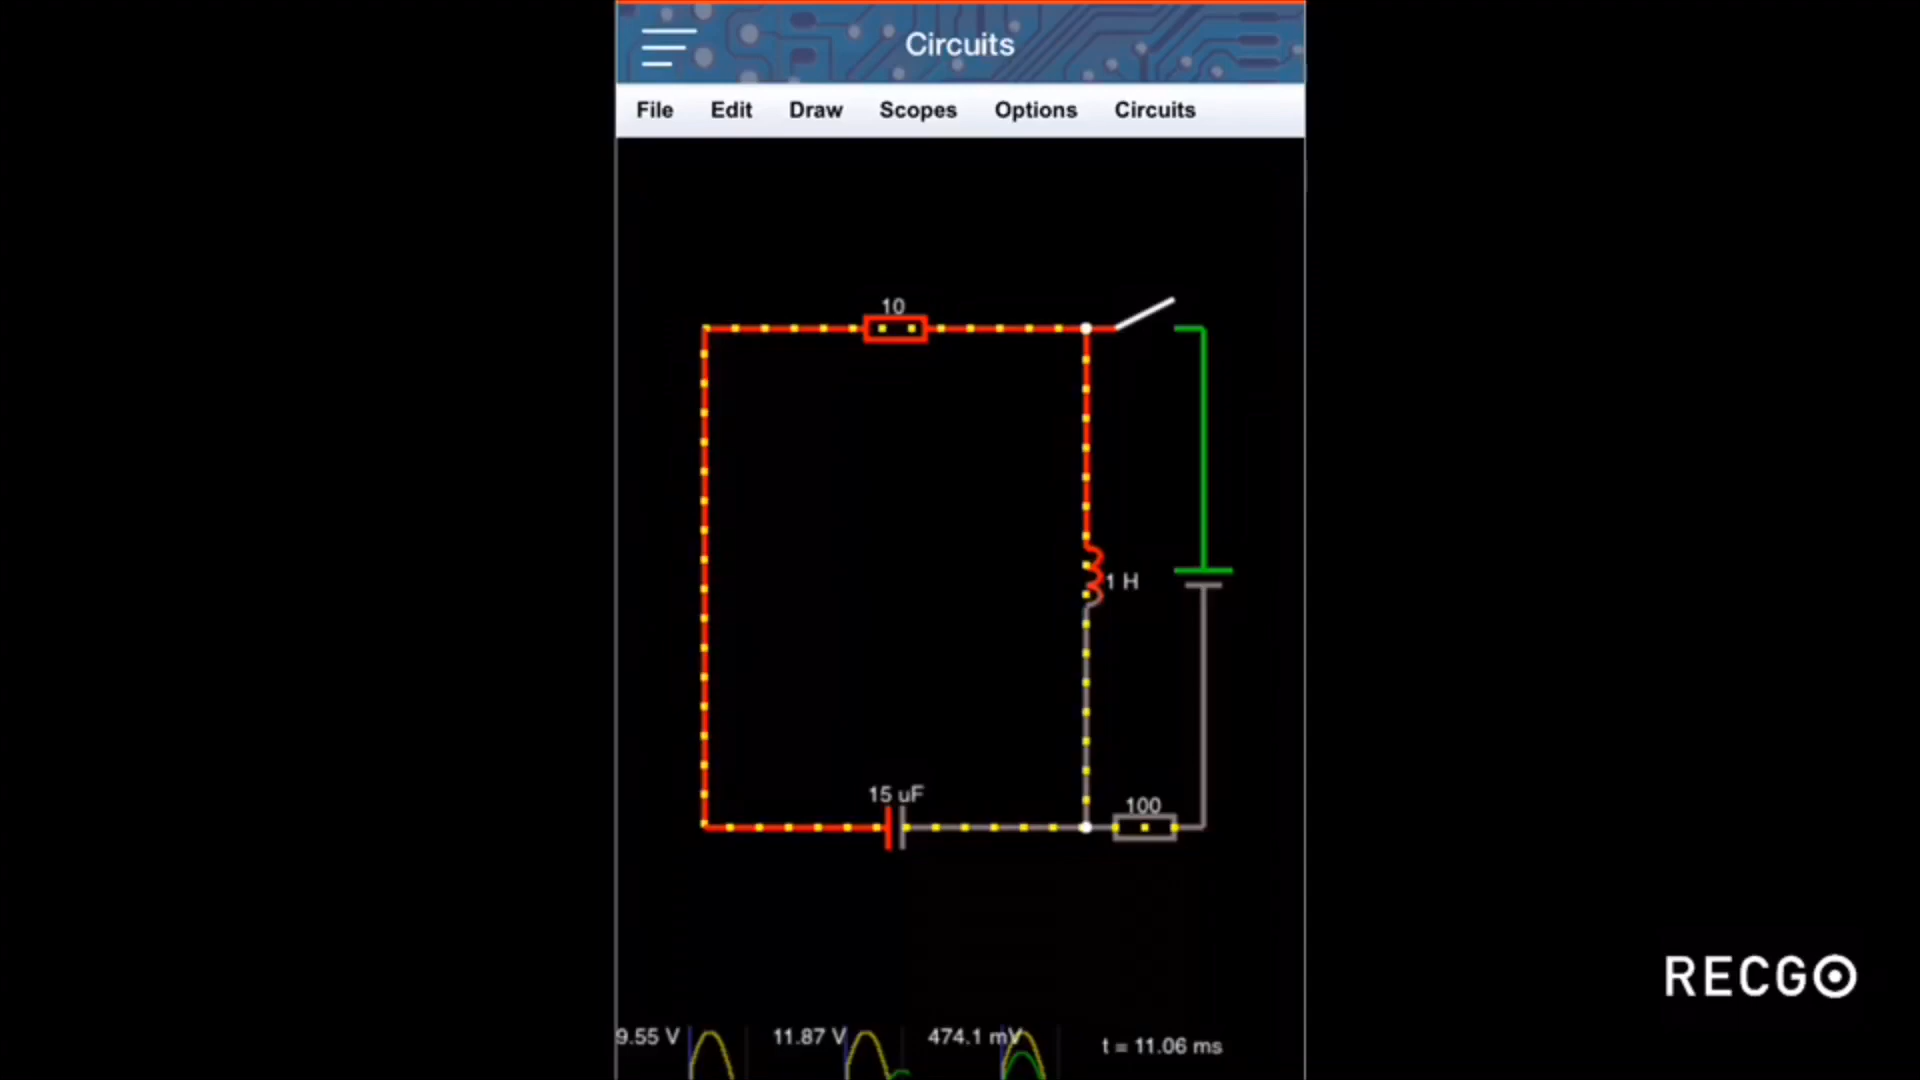 Circuits
File Edit Draw Scopes Options Circuits
10
1 H
15 uF
100
RECGO
9.55 V 11.87 V 474.1 mV t = 11.06 ms